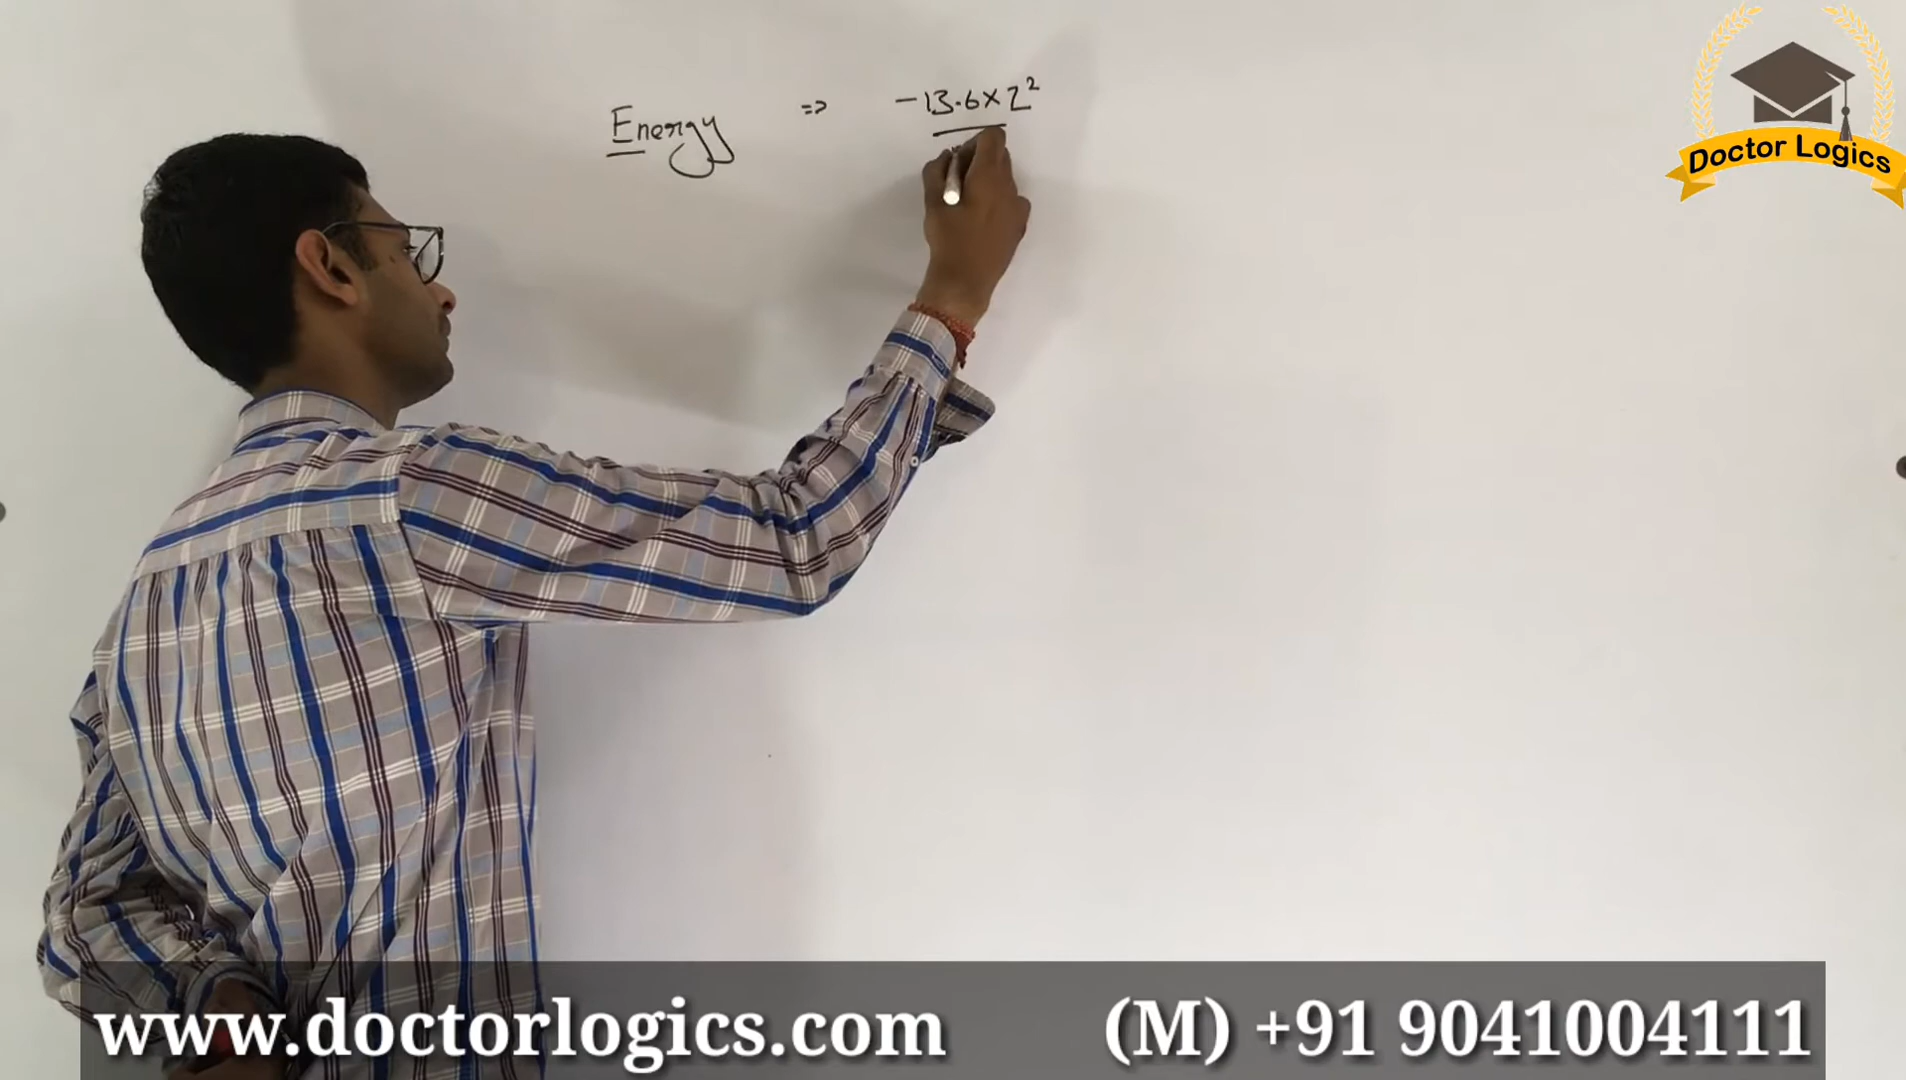 Energy => -13.6×Z²
Doctor Logics
www.doctorlogics.com (M) +91 9041004111